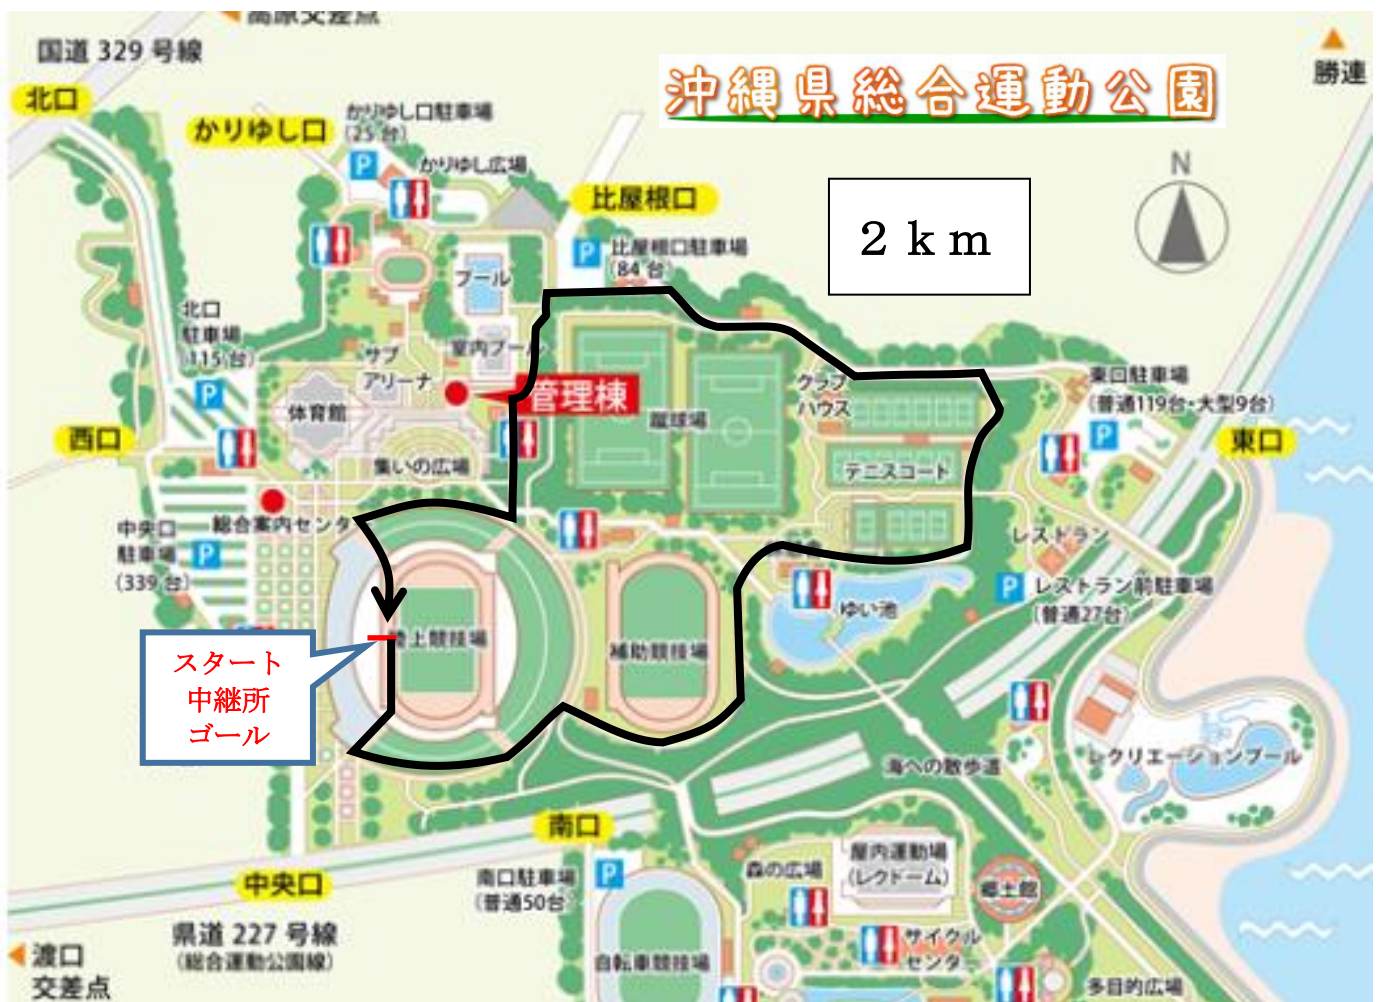 高原交差点
国道 329 号線
沖縄県総合運動公園
勝連
北口
かりゆし口
かりゆし口駐車場
(25 台)
P
かりゆし広場
N
比屋根口
2 km
P
比屋根口駐車場
(84 台)
プール
北口
駐車場
(115 台)
P
サブ
アリーナ
室内プール
管理棟
体育館
蹴球場
クラブ
ハウス
東口駐車場
(普通119台・大型9台)
P
東口
西口
集いの広場
テニスコート
総合案内センター
中央口
駐車場
(339 台)
P
レストラン
P
レストラン前駐車場
(普通27台)
ゆい池
陸上競技場
補助競技場
スタート
中継所
ゴール
海への散歩道
レクリエーションプール
南口
南口駐車場
(普通50台
P
森の広場
屋内運動場
(レクドーム)
郷土館
中央口
県道 227 号線
(総合運動公園線)
サイクル
センター
自転車競技場
渡口
交差点
多目的広場